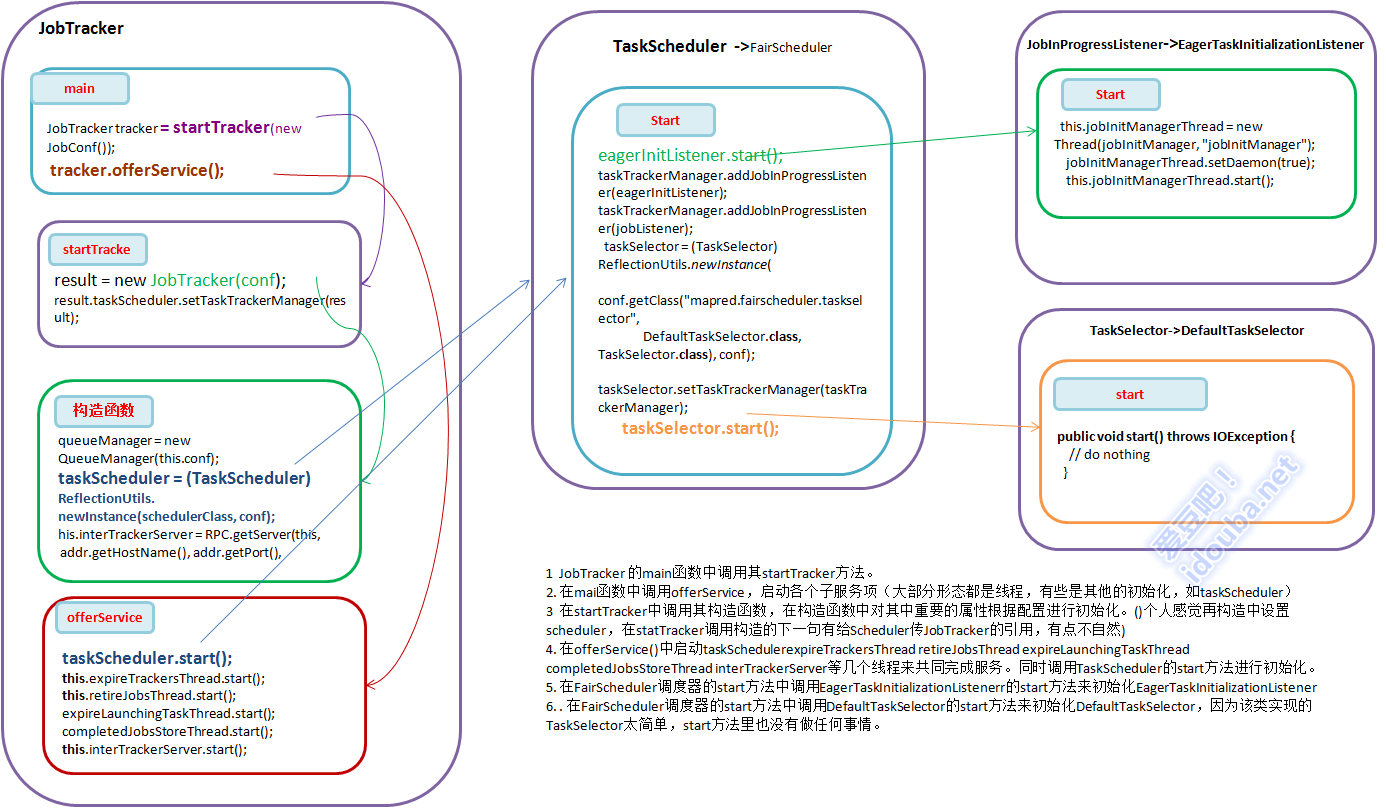 JobTracker
main
JobTracker tracker = startTracker(new
JobConf());
tracker.offerService();
startTracke
result = new JobTracker(conf);
result.taskScheduler.setTaskTrackerManager(res
ult);
构造函数
queueManager = new
QueueManager(this.conf);
taskScheduler = (TaskScheduler)
ReflectionUtils.
newInstance(schedulerClass, conf);
his.interTrackerServer = RPC.getServer(this,
addr.getHostName(), addr.getPort(),
offerService
taskScheduler.start();
this.expireTrackersThread.start();
this.retireJobsThread.start();
expireLaunchingTaskThread.start();
completedJobsStoreThread.start();
this.interTrackerServer.start();
TaskScheduler ->FairScheduler
Start
eagerInitListener.start();
taskTrackerManager.addJobInProgressListen
er(eagerInitListener);
taskTrackerManager.addJobInProgressListen
er(jobListener);
taskSelector = (TaskSelector)
ReflectionUtils.newInstance(
conf.getClass("mapred.fairscheduler.tasksel
ector",
DefaultTaskSelector.class,
TaskSelector.class), conf);
taskSelector.setTaskTrackerManager(taskTra
ckerManager);
taskSelector.start();
JobInProgressListener->EagerTaskInitializationListener
Start
this.jobInitManagerThread = new
Thread(jobInitManager, "jobInitManager");
jobInitManagerThread.setDaemon(true);
this.jobInitManagerThread.start();
TaskSelector->DefaultTaskSelector
start
public void start() throws IOException {
// do nothing
}
爱豆吧!
idouba.net
1 JobTracker 的main函数中调用其startTracker方法。
2. 在mai函数中调用offerService，启动各个子服务项（大部分形态都是线程，有些是其他的初始化，如taskScheduler）
3 在startTracker中调用其构造函数，在构造函数中对其中重要的属性根据配置进行初始化。()个人感觉再构造中设置
scheduler，在statTracker调用构造的下一句有给Scheduler传JobTracker的引用，有点不自然)
4. 在offerService()中启动taskSchedulerexpireTrackersThread retireJobsThread expireLaunchingTaskThread
completedJobsStoreThread interTrackerServer等几个线程来共同完成服务。同时调用TaskScheduler的start方法进行初始化。
5. 在FairScheduler调度器的start方法中调用EagerTaskInitializationListenerr的start方法来初始化EagerTaskInitializationListener
6. . 在FairScheduler调度器的start方法中调用DefaultTaskSelector的start方法来初始化DefaultTaskSelector，因为该类实现的
TaskSelector太简单，start方法里也没有做任何事情。